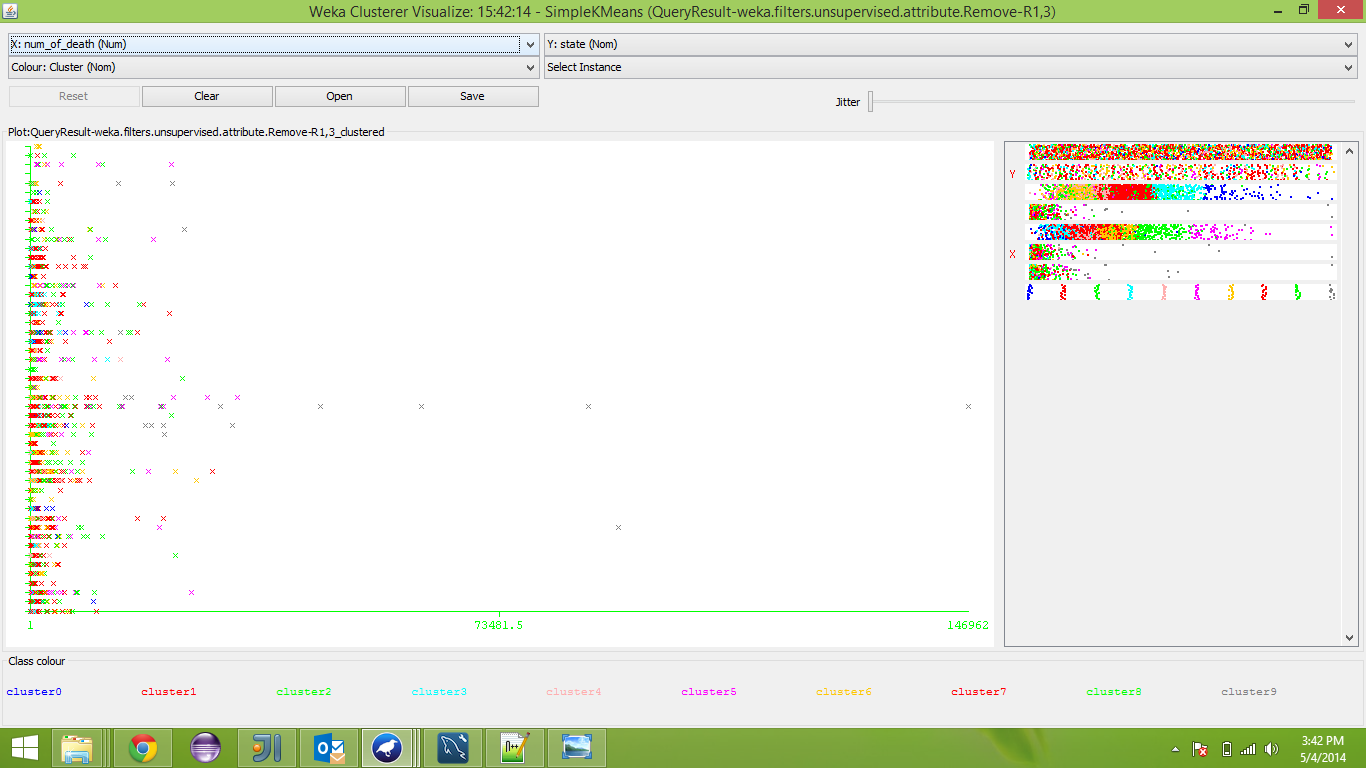 Weka Clusterer Visualize: 15:42:14 - SimpleKMeans (QueryResult-weka.filters.unsupervised.attribute.Remove-R1,3)
X: num_of_death (Num) Y: state (Nom)
Colour: Cluster (Nom) Select Instance
Reset Clear Open Save Jitter
Plot:QueryResult-weka.filters.unsupervised.attribute.Remove-R1,3_clustered
Y
X
1 73481.5 146962
Class colour
cluster0 cluster1 cluster2 cluster3 cluster4 cluster5 cluster6 cluster7 cluster8 cluster9
3:42 PM
5/4/2014